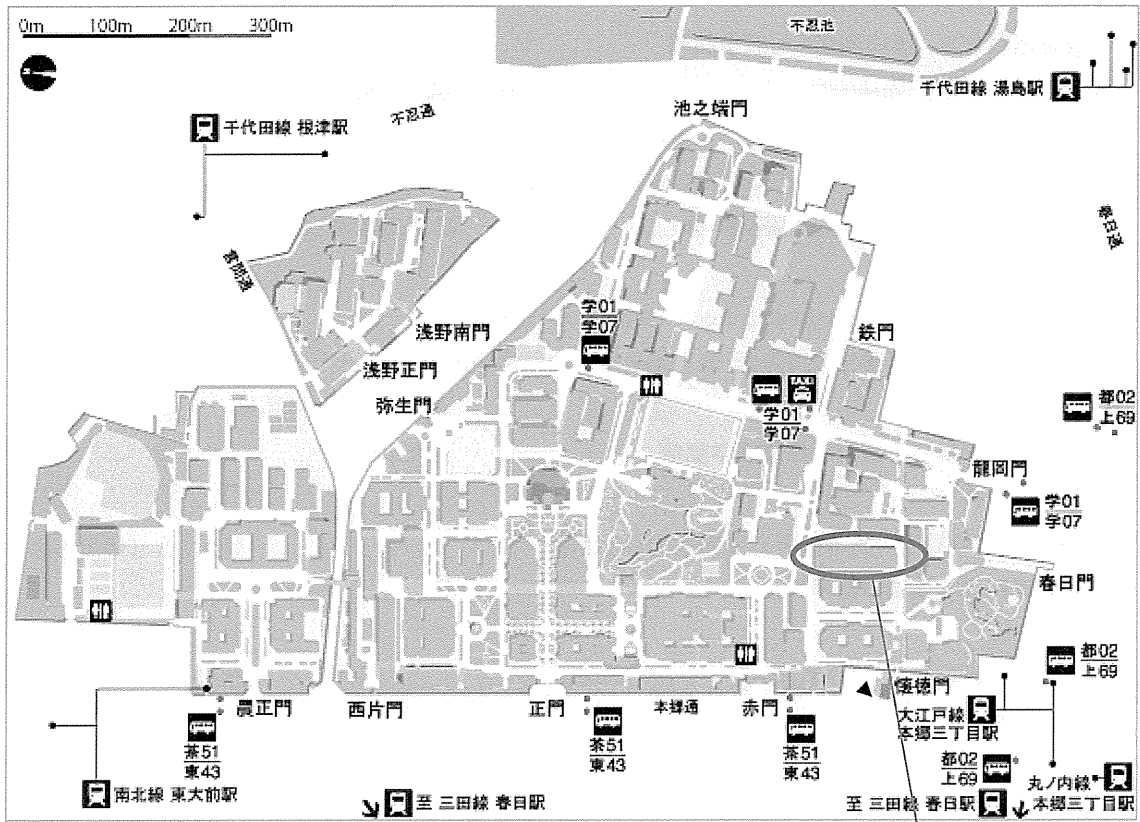 0m 100m 200m 300m
不忍池
千代田線 湯島駅
池之端門
不忍通
千代田線 根津駅
春日通
言問通
学01
学07
浅野南門
鉄門
浅野正門
TAXI
弥生門
学01
学07
都02
上69
龍岡門
学01
学07
春日門
都02
上69
懐徳門
農正門
西片門
正門
本郷通
赤門
大江戸線
本郷三丁目駅
茶51
東43
茶51
東43
茶51
東43
都02
上69
丸ノ内線
本郷三丁目駅
南北線 東大前駅
至 三田線 春日駅
至 三田線 春日駅